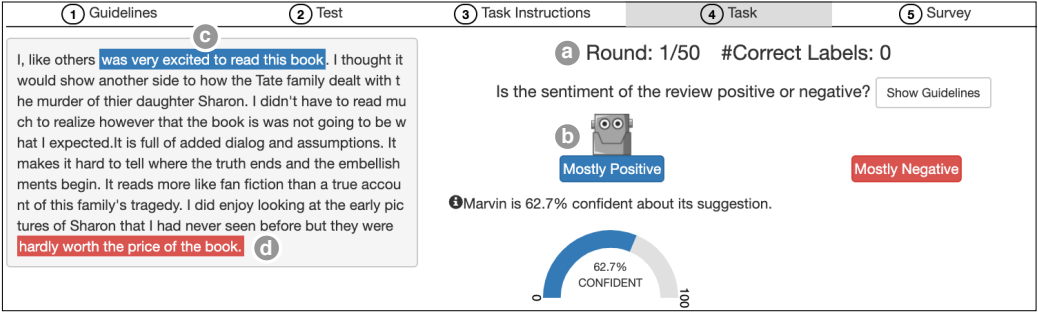 1 Guidelines
2 Test
3 Task Instructions
4 Task
5 Survey
c
I, like others was very excited to read this book. I thought it
would show another side to how the Tate family dealt with t
he murder of thier daughter Sharon. I didn't have to read mu
ch to realize however that the book is was not going to be w
hat I expected.It is full of added dialog and assumptions. It
makes it hard to tell where the truth ends and the embellish
ments begin. It reads more like fan fiction than a true accou
nt of this family's tragedy. I did enjoy looking at the early pic
tures of Sharon that I had never seen before but they were
hardly worth the price of the book.
d
a Round: 1/50 #Correct Labels: 0
Is the sentiment of the review positive or negative? Show Guidelines
b
Mostly Positive
Mostly Negative
Marvin is 62.7% confident about its suggestion.
62.7%
CONFIDENT
0
100